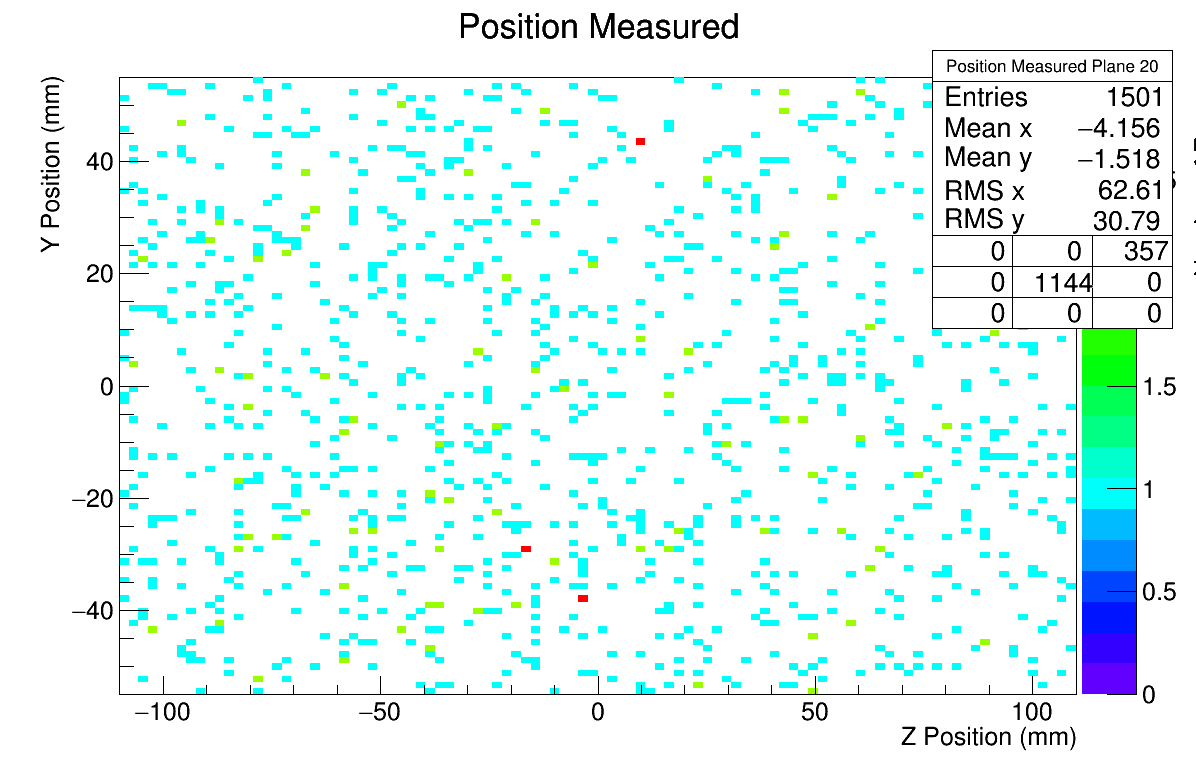 Position Measured
Position Measured Plane 20
Entries 1501
Mean x −4.156
Mean y −1.518
RMS x 62.61
RMS y 30.79
0 0 357
0 1144 0
0 0 0
Y Position (mm)
40
20
0
−20
−40
−100 −50 0 50 100
Z Position (mm)
1.5
1
0.5
0